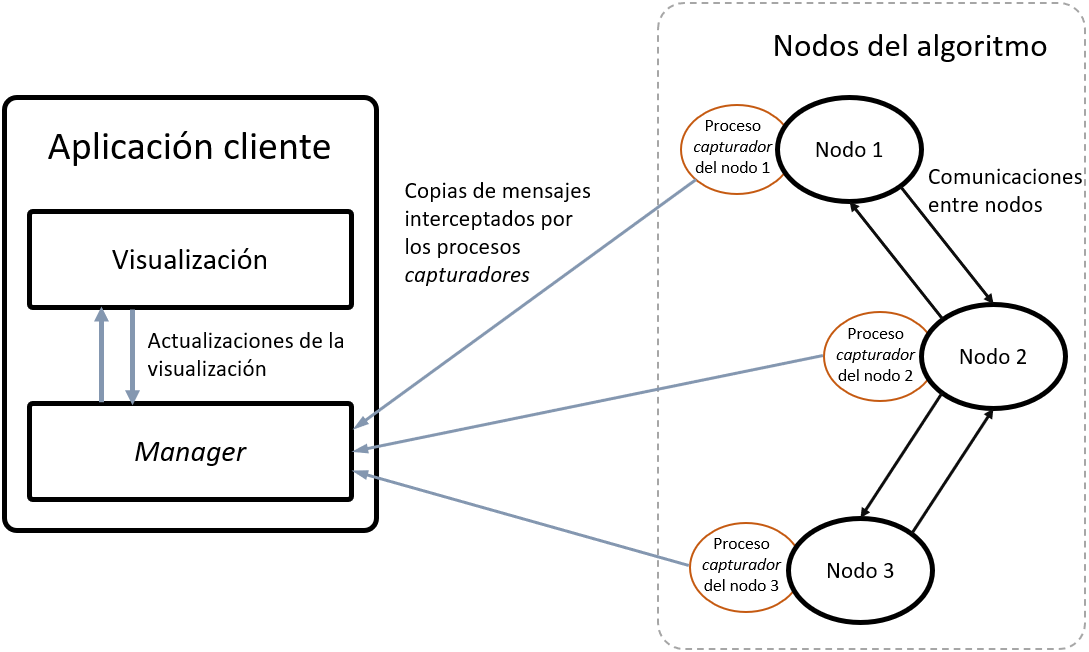 Nodos del algoritmo
Aplicación cliente
Visualización
Actualizaciones de la
visualización
Manager
Copias de mensajes
interceptados por
los procesos
capturadores
Proceso
capturador
del nodo 1
Nodo 1
Comunicaciones
entre nodos
Proceso
capturador
del nodo 2
Nodo 2
Proceso
capturador
del nodo 3
Nodo 3